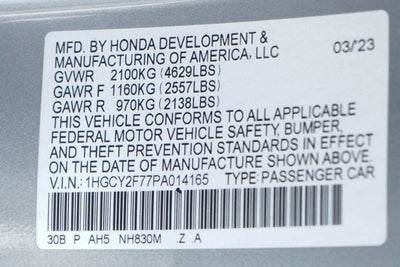 MFD. BY HONDA DEVELOPMENT &
MANUFACTURING OF AMERICA, LLC 03/23
GVWR 2100KG (4629LBS)
GAWR F 1160KG (2557LBS)
GAWR R 970KG (2138LBS)
THIS VEHICLE CONFORMS TO ALL APPLICABLE
FEDERAL MOTOR VEHICLE SAFETY, BUMPER,
AND THEFT PREVENTION STANDARDS IN EFFECT
ON THE DATE OF MANUFACTURE SHOWN ABOVE.
V.I.N.: 1HGCY2F77PA014165 TYPE:PASSENGER CAR
30B P AH5 NH830M .Z .A